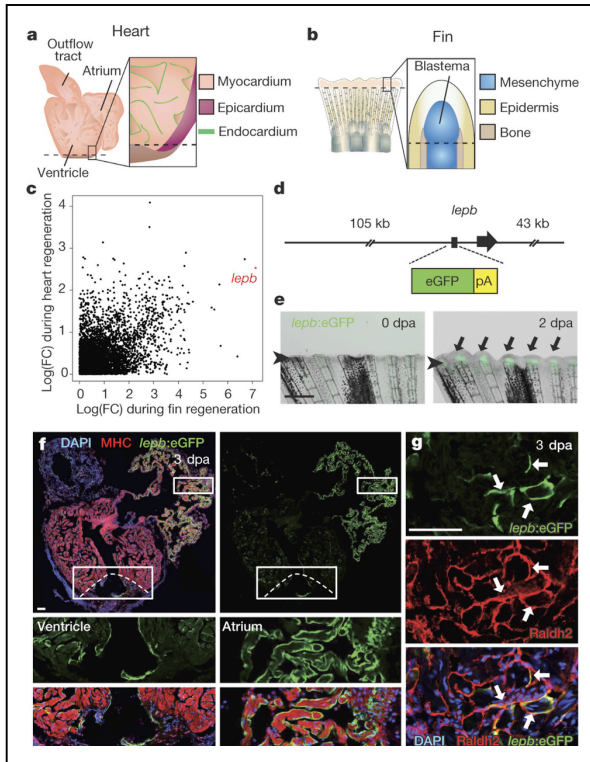 a
Heart
Outflow
tract
Atrium
Ventricle
Myocardium
Epicardium
Endocardium
b
Fin
Blastema
Mesenchyme
Epidermis
Bone
c
Log(FC) during heart regeneration
4
3
2
1
0
lepb
0 1 2 3 4 5 6 7
Log(FC) during fin regeneration
d
lepb
105 kb
43 kb
eGFP
pA
e
lepb:eGFP
0 dpa
2 dpa
f
DAPI MHC lepb:eGFP
3 dpa
Ventricle
Atrium
g
3 dpa
lepb:eGFP
Raldh2
DAPI Raldh2 lepb:eGFP